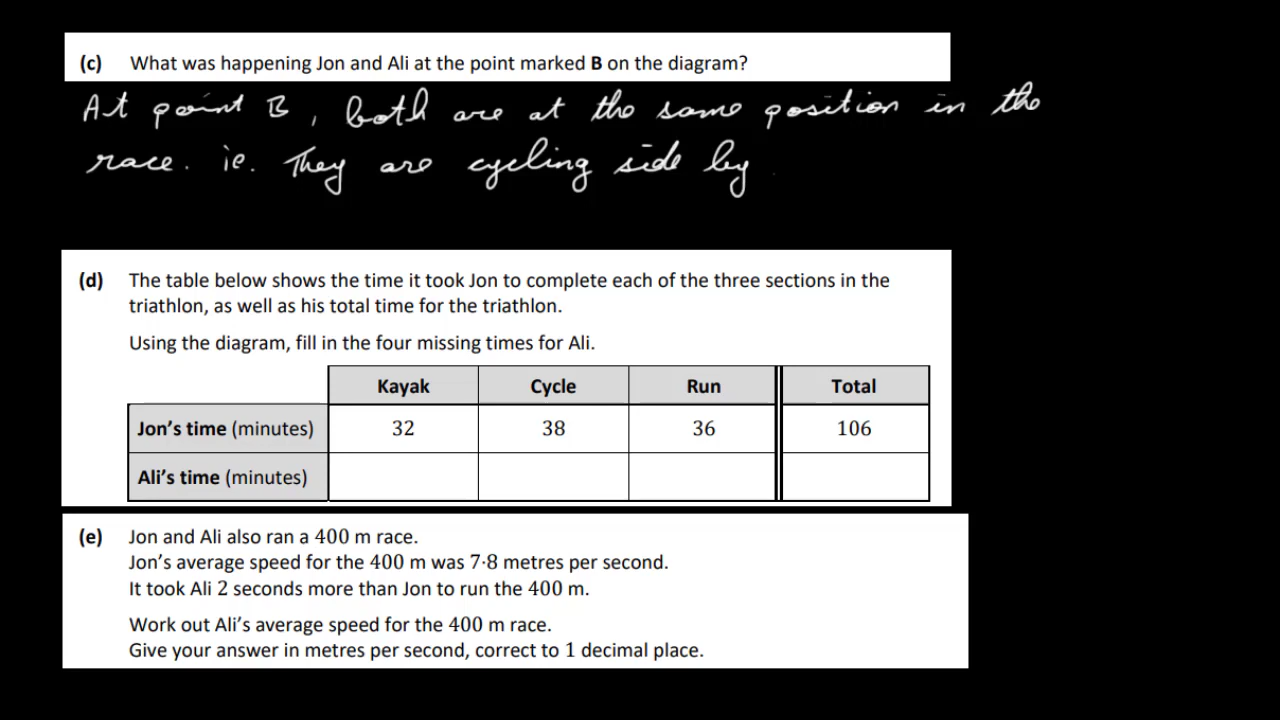 (c) What was happening Jon and Ali at the point marked B on the diagram?
At point B, both are at the same position in the
race. ie. They are cycling side by
(d) The table below shows the time it took Jon to complete each of the three sections in the
triathlon, as well as his total time for the triathlon.
Using the diagram, fill in the four missing times for Ali.
Kayak Cycle Run Total
Jon's time (minutes) 32 38 36 106
Ali's time (minutes)
(e) Jon and Ali also ran a 400 m race.
Jon's average speed for the 400 m was 7·8 metres per second.
It took Ali 2 seconds more than Jon to run the 400 m.
Work out Ali's average speed for the 400 m race.
Give your answer in metres per second, correct to 1 decimal place.